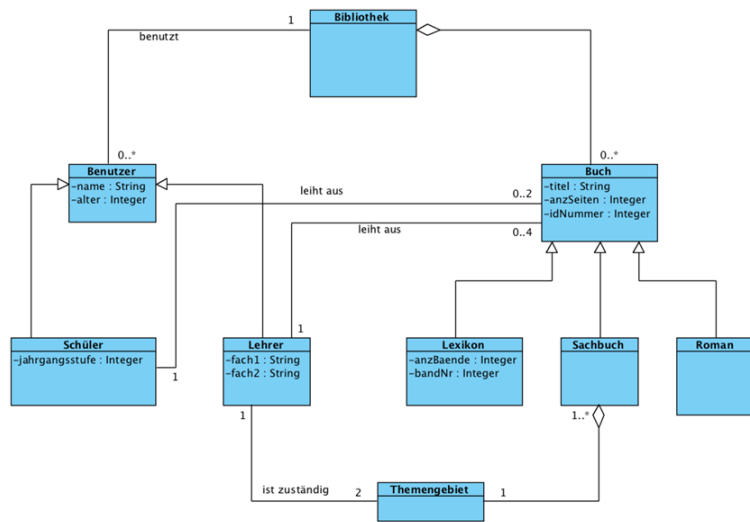 Bibliothek
1
benutzt
0..*
0..*
Benutzer
-name : String
-alter : Integer
Buch
-titel : String
-anzSeiten : Integer
-idNummer : Integer
leiht aus
0..2
leiht aus
0..4
1
Schüler
-jahrgangsstufe : Integer
1
Lehrer
-fach1 : String
-fach2 : String
Lexikon
-anzBaende : Integer
-bandNr : Integer
Sachbuch
Roman
1
1..*
ist zuständig
2
Themengebiet
1